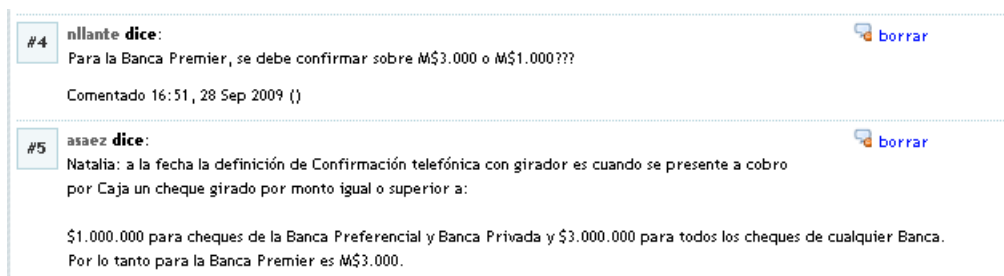 #4 nllante dice: borrar
Para la Banca Premier, se debe confirmar sobre M$3.000 o M$1.000???
Comentado 16:51, 28 Sep 2009 ()
#5 asaez dice: borrar
Natalia: a la fecha la definición de Confirmación telefónica con girador es cuando se presente a cobro
por Caja un cheque girado por monto igual o superior a:
$1.000.000 para cheques de la Banca Preferencial y Banca Privada y $3.000.000 para todos los cheques de cualquier Banca.
Por lo tanto para la Banca Premier es M$3.000.